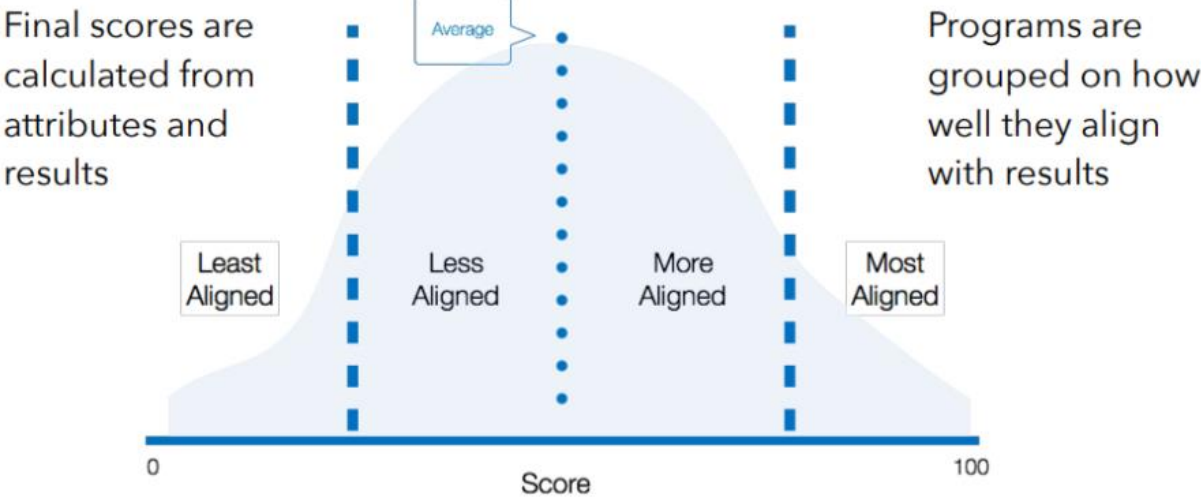 Final scores are
calculated from
attributes and
results
Average
Programs are
grouped on how
well they align
with results
Least
Aligned
Less
Aligned
More
Aligned
Most
Aligned
0
100
Score